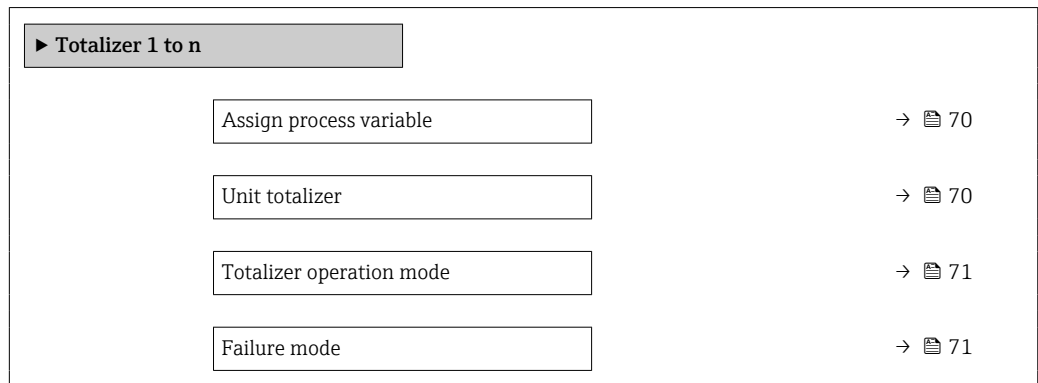 ▶ Totalizer 1 to n
Assign process variable → 🖹 70
Unit totalizer → 🖹 70
Totalizer operation mode → 🖹 71
Failure mode → 🖹 71